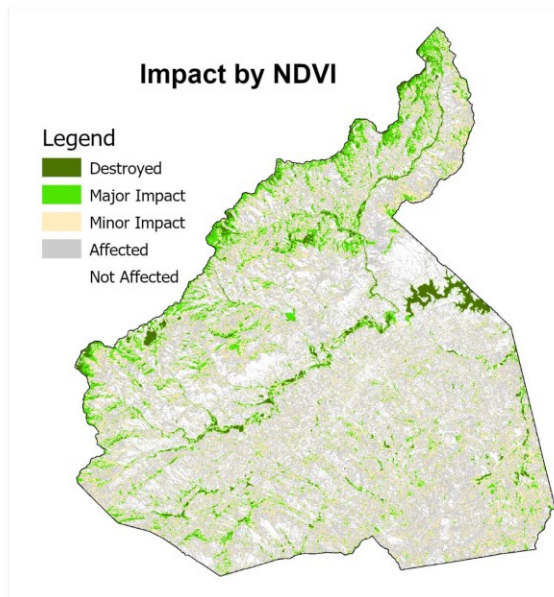 Impact by NDVI
Legend
Destroyed
Major Impact
Minor Impact
Affected
Not Affected